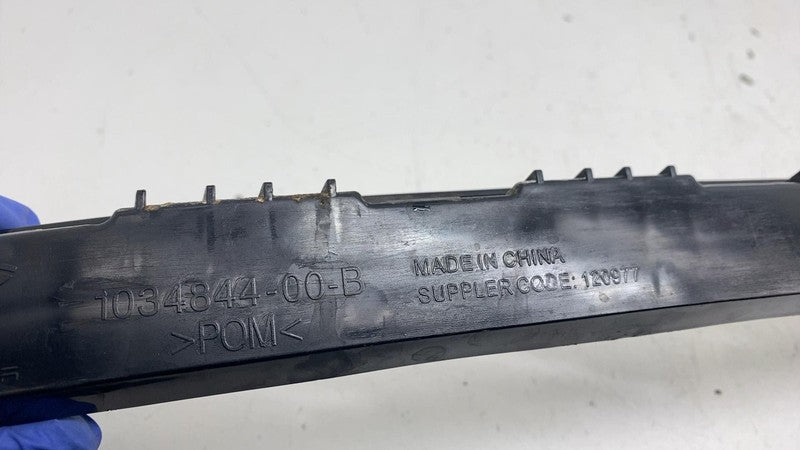 1034844-00-B
>POM<
MADE IN CHINA
SUPPLER CODE: 120977